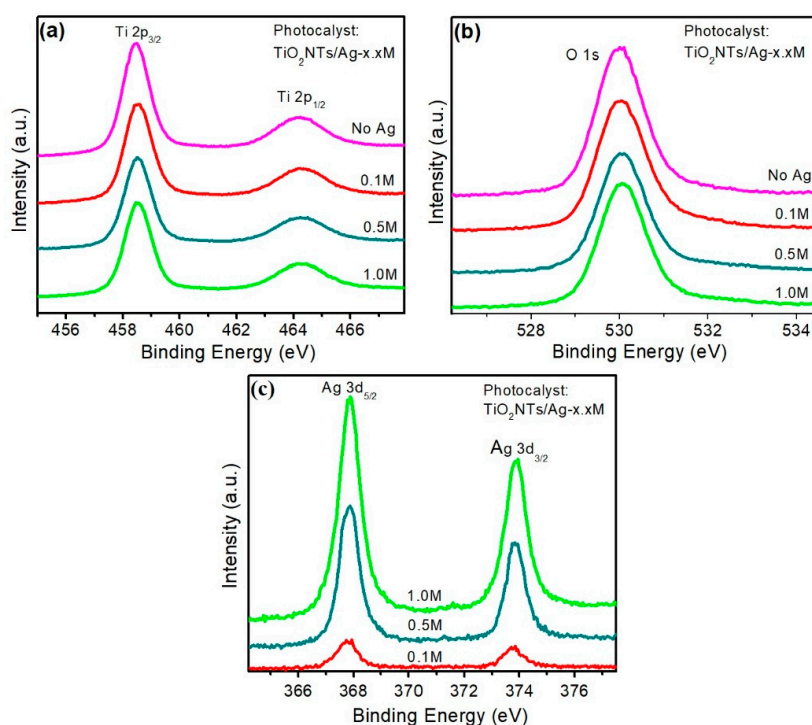 (a)
Ti 2p3/2
Photocalyst:
TiO2NTs/Ag-x.xM
Ti 2p1/2
No Ag
0.1M
0.5M
1.0M
Intensity (a.u.)
456 458 460 462 464 466
Binding Energy (eV)
(b)
O 1s
Photocalyst:
TiO2NTs/Ag-x.xM
No Ag
0.1M
0.5M
1.0M
Intensity (a.u.)
528 530 532 534
Binding Energy (eV)
(c)
Ag 3d5/2
Photocalyst:
TiO2NTs/Ag-x.xM
Ag 3d3/2
1.0M
0.5M
0.1M
Intensity (a.u.)
366 368 370 372 374 376
Binding Energy (eV)